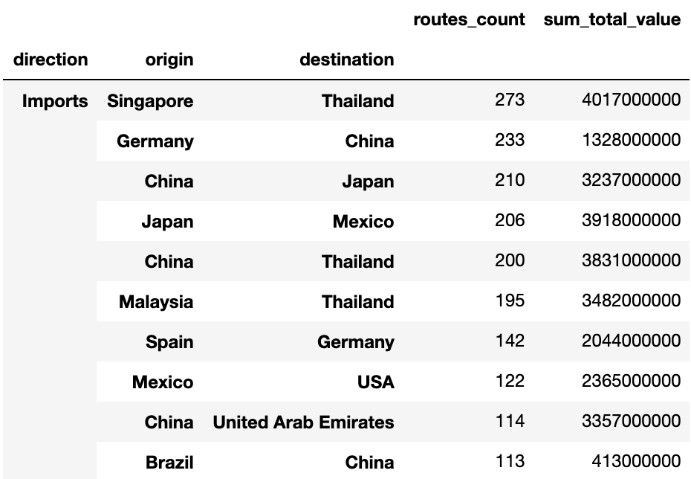 routes_count sum_total_value
direction origin destination
Imports Singapore Thailand 273 4017000000
Germany China 233 1328000000
China Japan 210 3237000000
Japan Mexico 206 3918000000
China Thailand 200 3831000000
Malaysia Thailand 195 3482000000
Spain Germany 142 2044000000
Mexico USA 122 2365000000
China United Arab Emirates 114 3357000000
Brazil China 113 413000000